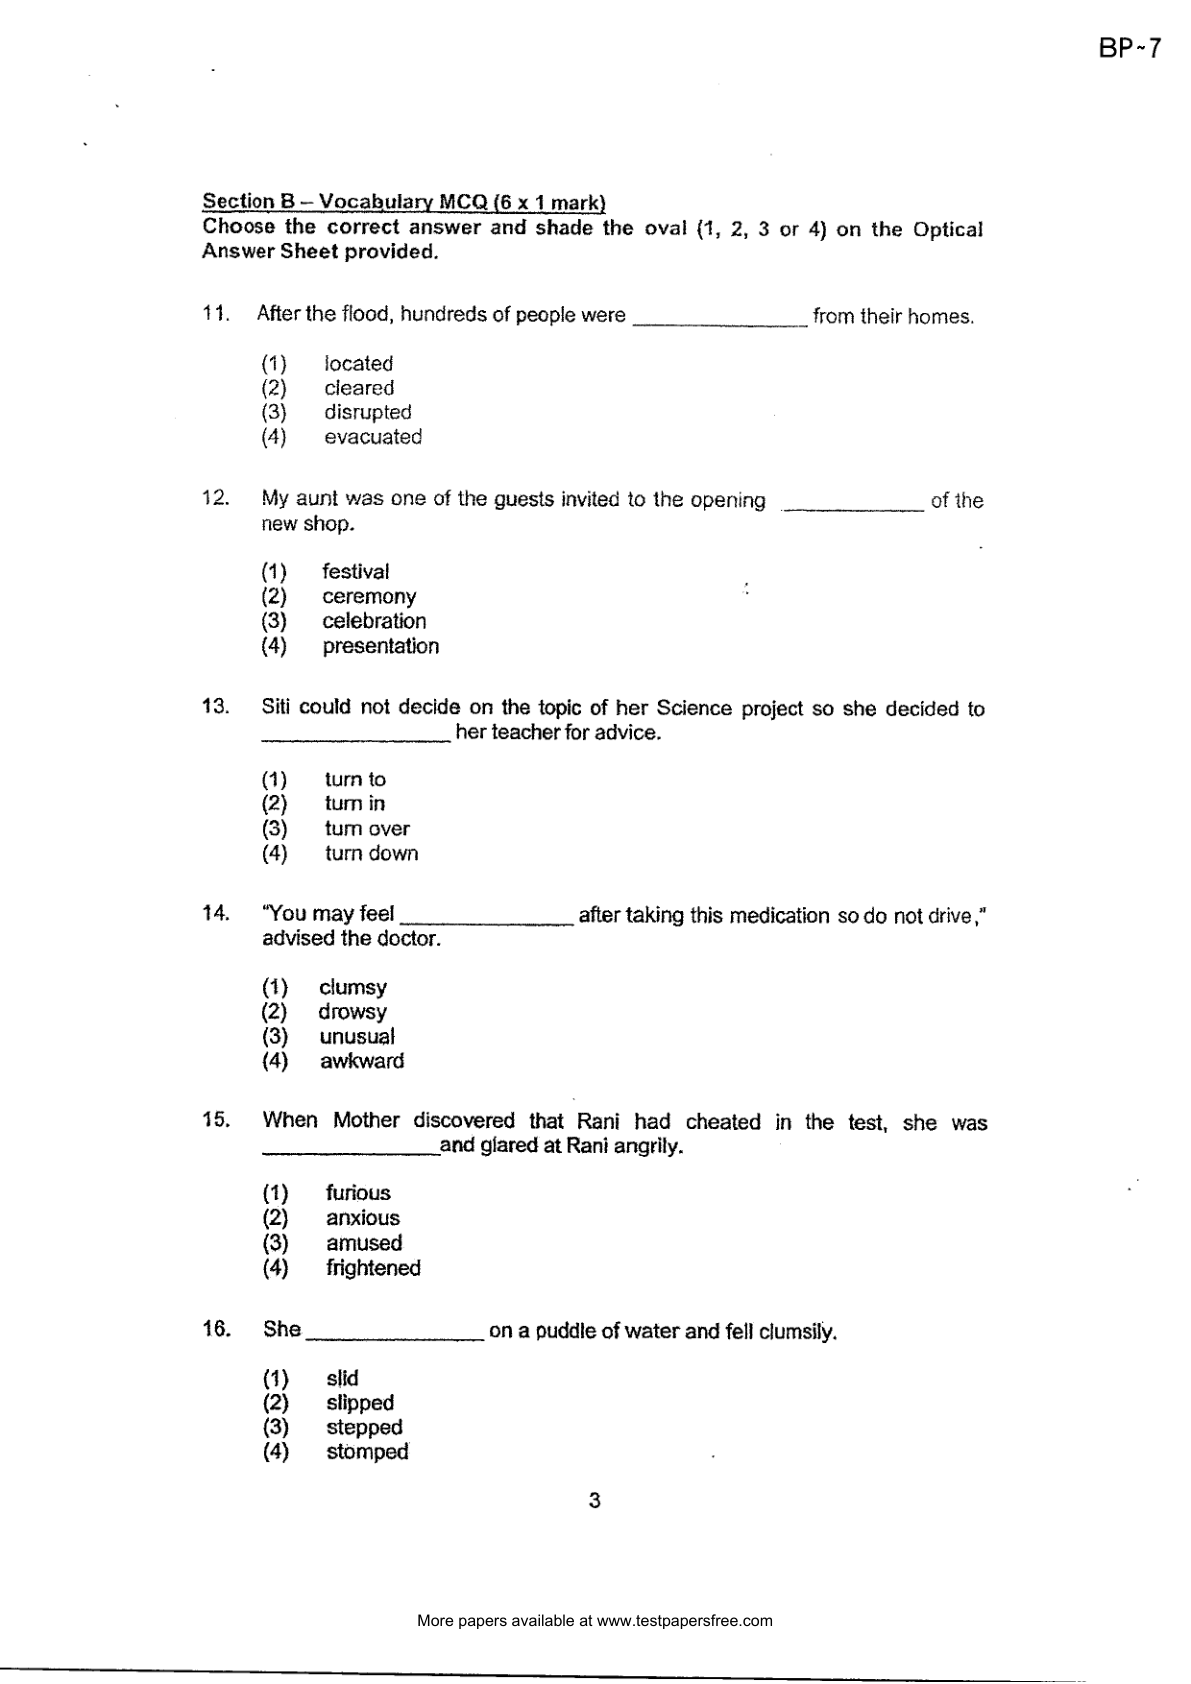 BP~7
Section B – Vocabulary MCQ (6 x 1 mark)
Choose the correct answer and shade the oval (1, 2, 3 or 4) on the Optical
Answer Sheet provided.
11. After the flood, hundreds of people were ________________ from their homes.
(1) located
(2) cleared
(3) disrupted
(4) evacuated
12. My aunt was one of the guests invited to the opening _____________ of the
new shop.
(1) festival
(2) ceremony
(3) celebration
(4) presentation
13. Siti could not decide on the topic of her Science project so she decided to
_________________ her teacher for advice.
(1) turn to
(2) turn in
(3) turn over
(4) turn down
14. "You may feel ________________ after taking this medication so do not drive,"
advised the doctor.
(1) clumsy
(2) drowsy
(3) unusual
(4) awkward
15. When Mother discovered that Rani had cheated in the test, she was
________________and glared at Rani angrily.
(1) furious
(2) anxious
(3) amused
(4) frightened
16. She ________________ on a puddle of water and fell clumsily.
(1) slid
(2) slipped
(3) stepped
(4) stomped
3
More papers available at www.testpapersfree.com